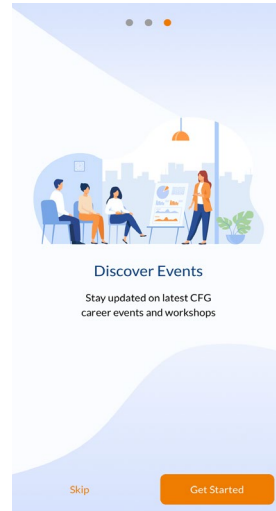 Discover Events
Stay updated on latest CFG
career events and workshops
Skip
Get Started